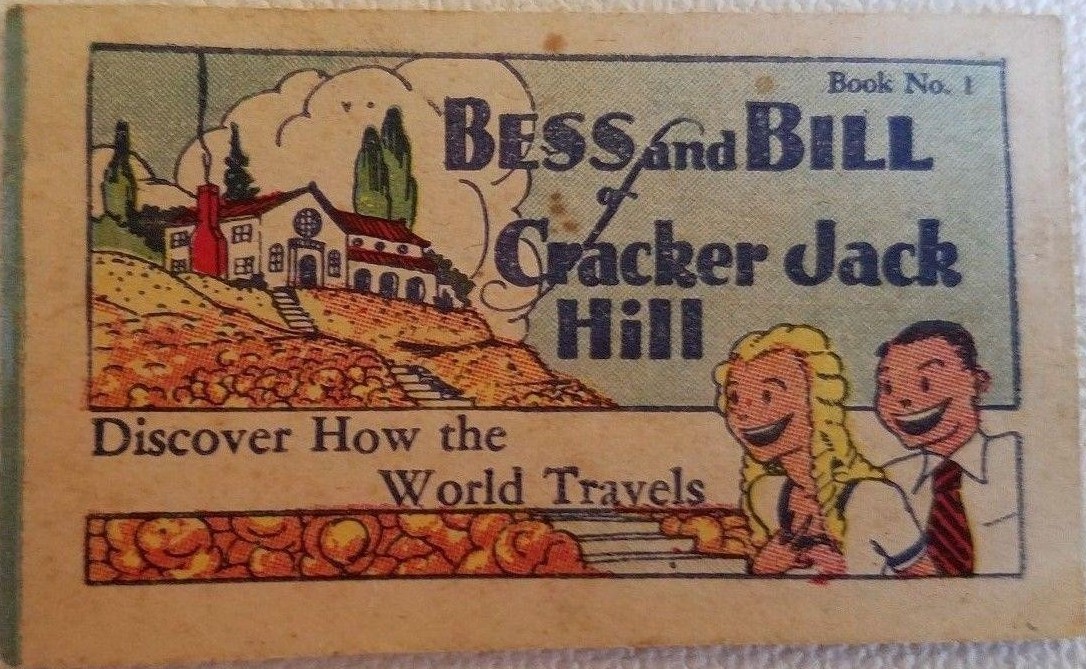 Book No. 1
BESS and BILL
of
Cracker Jack
Hill
Discover How the
World Travels